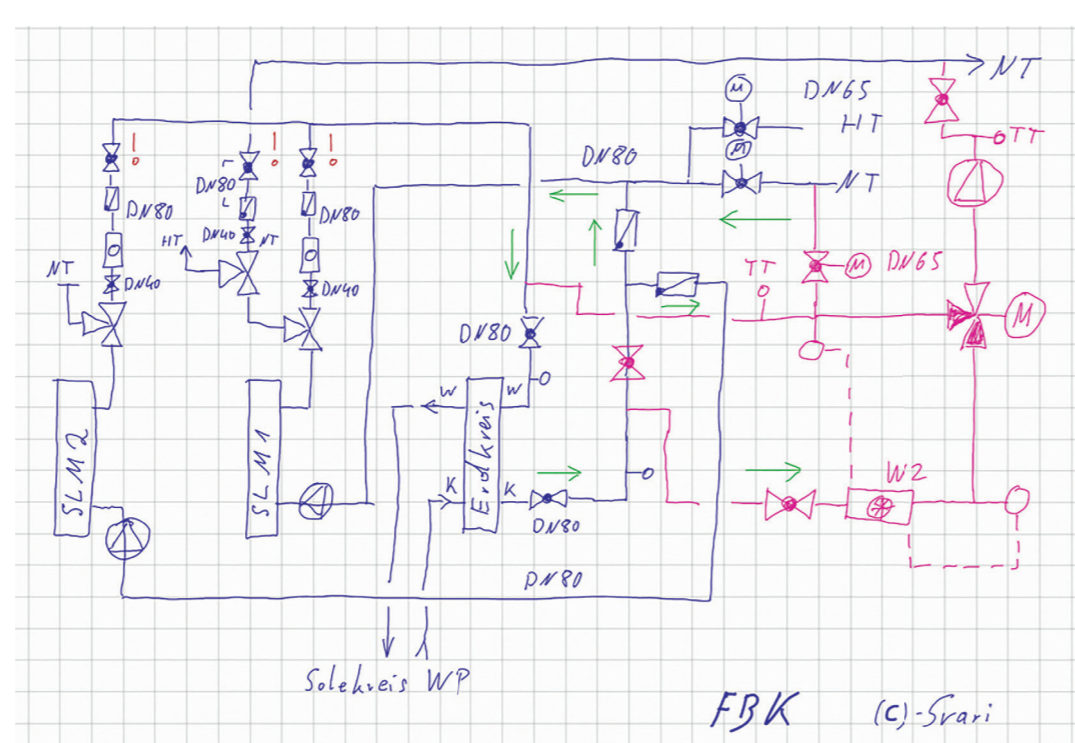 NT
M
DN65
HT
TT
DN80
M
NT
DN80
DN80
DN80
HT
DN40
NT
NT
DN40
DN40
TT
M
DN65
M
DN80
W
W
SLM2
SLM1
Erdkreis
K
K
W2
DN80
DN80
Solekreis WP
FBK
(C)-Svari